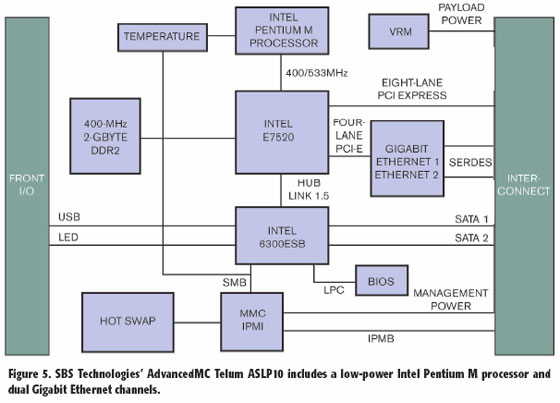 PAYLOAD
POWER
INTEL
PENTIUM M
PROCESSOR
TEMPERATURE
VRM
400/533MHz
EIGHT-LANE
PCI EXPRESS
400-MHz
2-GBYTE
DDR2
INTEL
E7520
FOUR-
LANE
PCI-E
GIGABIT
ETHERNET 1
ETHERNET 2
SERDES
FRONT
I/O
INTER-
CONNECT
HUB
LINK 1.5
USB
LED
INTEL
6300ESB
SATA 1
SATA 2
SMB
LPC
BIOS
MANAGEMENT
POWER
HOT SWAP
MMC
IPMI
IPMB
Figure 5. SBS Technologies' AdvancedMC Telum ASLP10 includes a low-power Intel Pentium M processor and
dual Gigabit Ethernet channels.